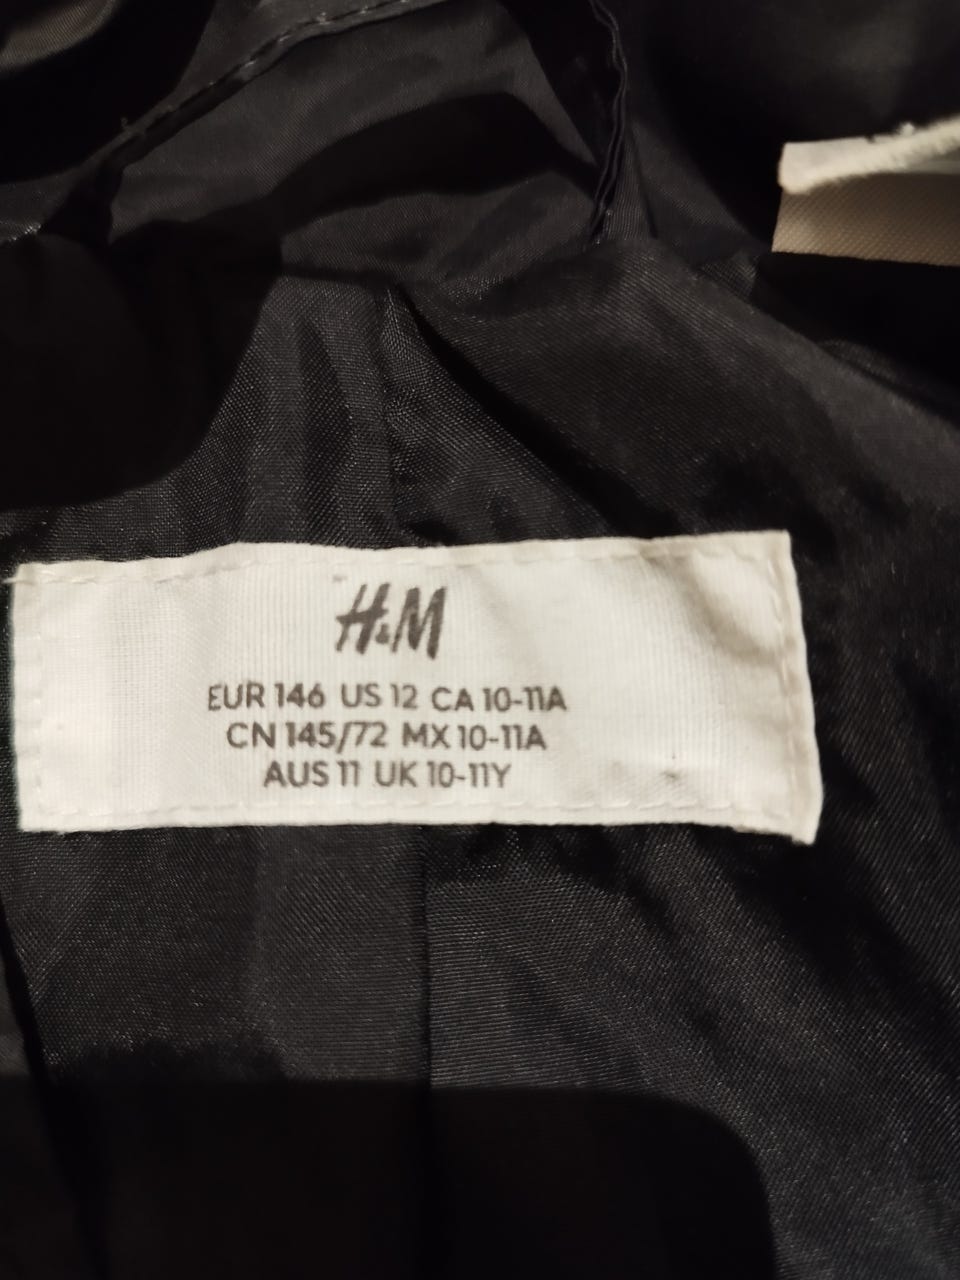 H&M
EUR 146 US 12 CA 10-11A
CN 145/72 MX 10-11A
AUS 11 UK 10-11Y